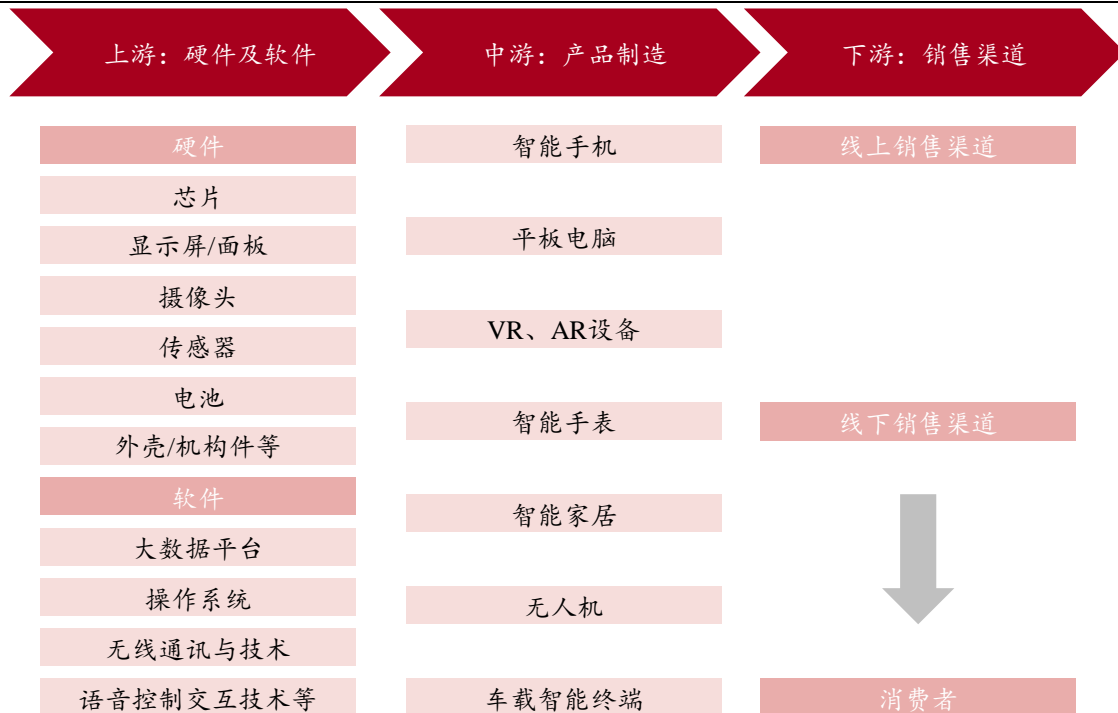 上游：硬件及软件
硬件
芯片
显示屏/面板
摄像头
传感器
电池
外壳/机构件等
软件
大数据平台
操作系统
无线通讯与技术
语音控制交互技术等
中游：产品制造
智能手机
平板电脑
VR、AR设备
智能手表
智能家居
无人机
车载智能终端
下游：销售渠道
线上销售渠道
线下销售渠道
消费者